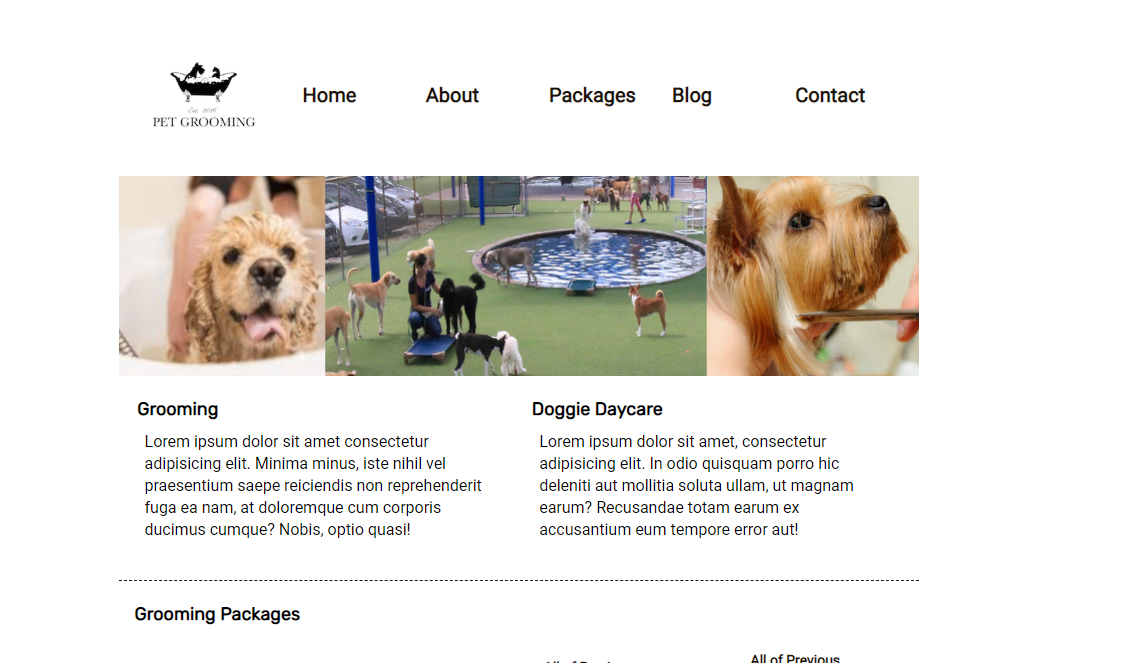 Est. 2016
PET GROOMING
Home About Packages Blog Contact
Grooming
Lorem ipsum dolor sit amet consectetur
adipisicing elit. Minima minus, iste nihil vel
praesentium saepe reiciendis non reprehenderit
fuga ea nam, at doloremque cum corporis
ducimus cumque? Nobis, optio quasi!
Doggie Daycare
Lorem ipsum dolor sit amet, consectetur
adipisicing elit. In odio quisquam porro hic
deleniti aut mollitia soluta ullam, ut magnam
earum? Recusandae totam earum ex
accusantium eum tempore error aut!
Grooming Packages
All of Previous